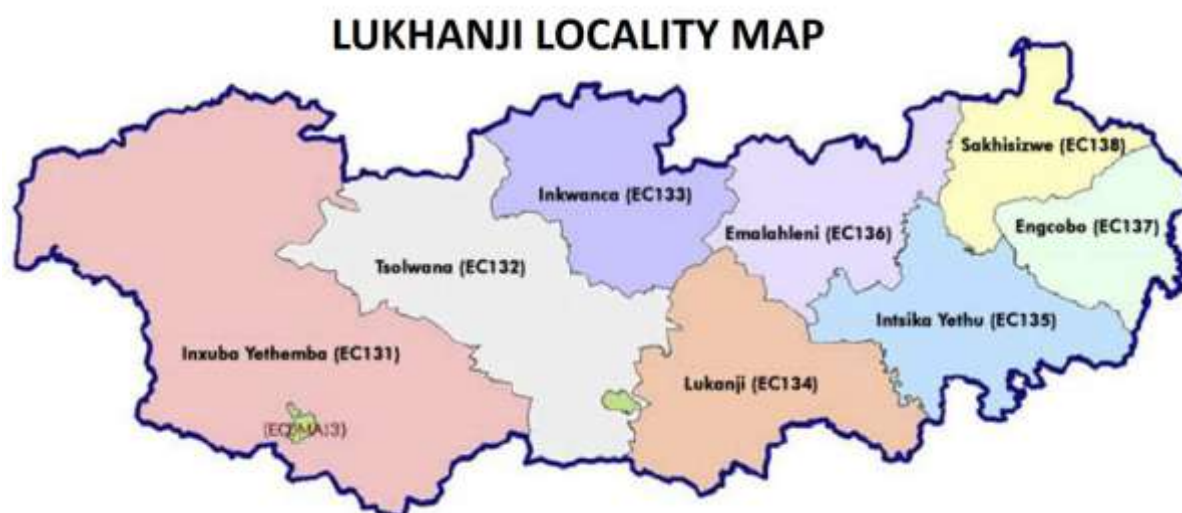 LUKHANJI LOCALITY MAP
Sakhisizwe (EC138)
Inkwanca (EC133)
Emalahleni (EC136)
Engcobo (EC137)
Tsolwana (EC132)
Intsika Yethu (EC135)
Inxuba Yethemba (EC131)
Lukanji (EC134)